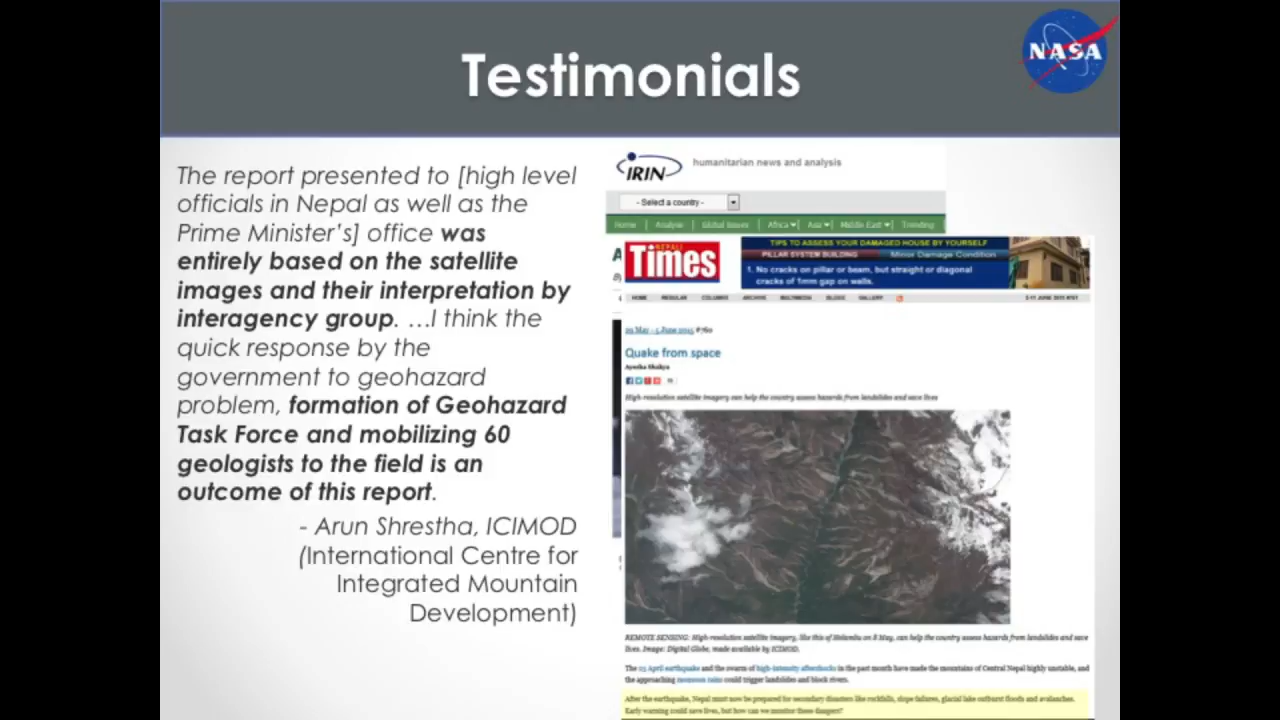 Testimonials
NASA
The report presented to [high level
officials in Nepal as well as the
Prime Minister's] office was
entirely based on the satellite
images and their interpretation by
interagency group. …I think the
quick response by the
government to geohazard
problem, formation of Geohazard
Task Force and mobilizing 60
geologists to the field is an
outcome of this report.
- Arun Shrestha, ICIMOD
(International Centre for
Integrated Mountain
Development)
IRIN
humanitarian news and analysis
- Select a country -
Home Analysis Global Issues Africa Asia Middle East Trending
NEPALI
Times
TIPS TO ASSESS YOUR DAMAGED HOUSE BY YOURSELF
PILLAR SYSTEM BUILDING Minor Damage Condition
1. No cracks on pillar or beam, but straight or diagonal
cracks of 1mm gap on walls.
HOME REGULAR COLUMNS ARCHIVE MULTIMEDIA BLOGS GALLERY
29 May - 5 June 2015 #760
Quake from space
Ayesha Shakya
High-resolution satellite imagery can help the country assess hazards from landslides and save lives
REMOTE SENSING: High-resolution satellite imagery, like this of Helambu on 8 May, can help the country assess hazards from landslides and save
lives. Image: Digital Globe, made available by ICIMOD.
The 25 April earthquake and the swarm of high-intensity aftershocks in the past month have made the mountains of Central Nepal highly unstable, and
the approaching monsoon rains could trigger landslides and block rivers.
After the earthquake, Nepal must now be prepared for secondary disasters like rockfalls, slope failures, glacial lake outburst floods and avalanches.
Early warning could save lives, but how can we monitor these dangers?